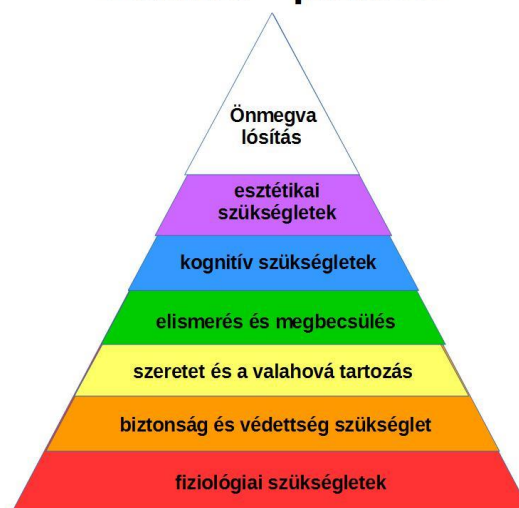 Önmegva
lósítás
esztétikai
szükségletek
kognitív szükségletek
elismerés és megbecsülés
szeretet és a valahová tartozás
biztonság és védettség szükséglet
fiziológiai szükségletek